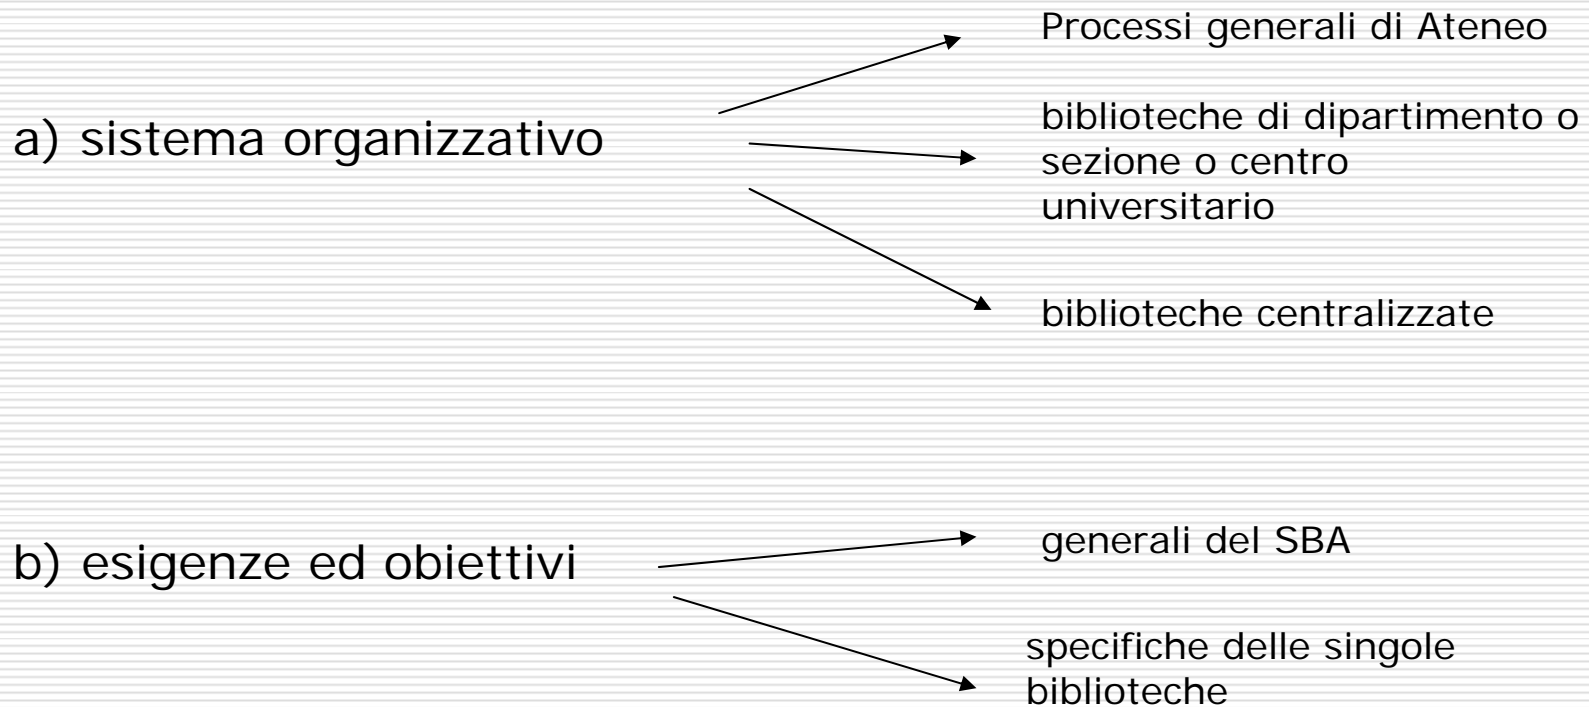 a) sistema organizzativo
Processi generali di Ateneo
biblioteche di dipartimento o
sezione o centro
universitario
biblioteche centralizzate
b) esigenze ed obiettivi
generali del SBA
specifiche delle singole
biblioteche